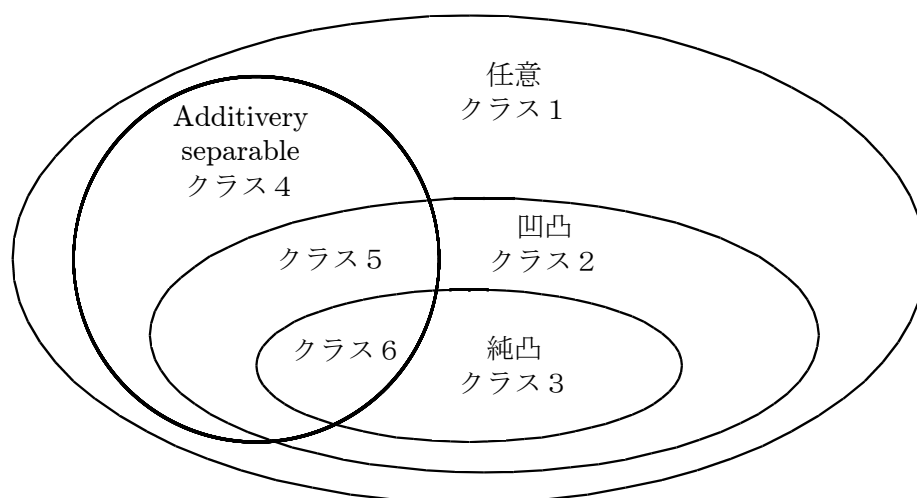 任意
クラス１
Additivery
separable
クラス４
凹凸
クラス２
クラス５
純凸
クラス３
クラス６